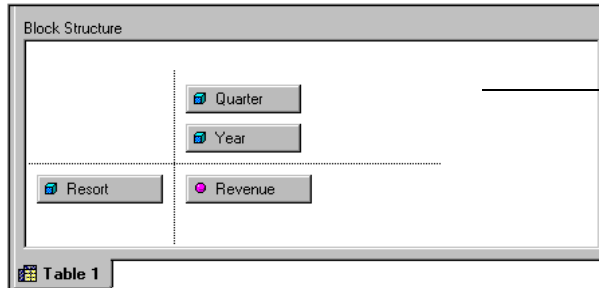 Block Structure
Quarter
Year
Resort
Revenue
Table 1